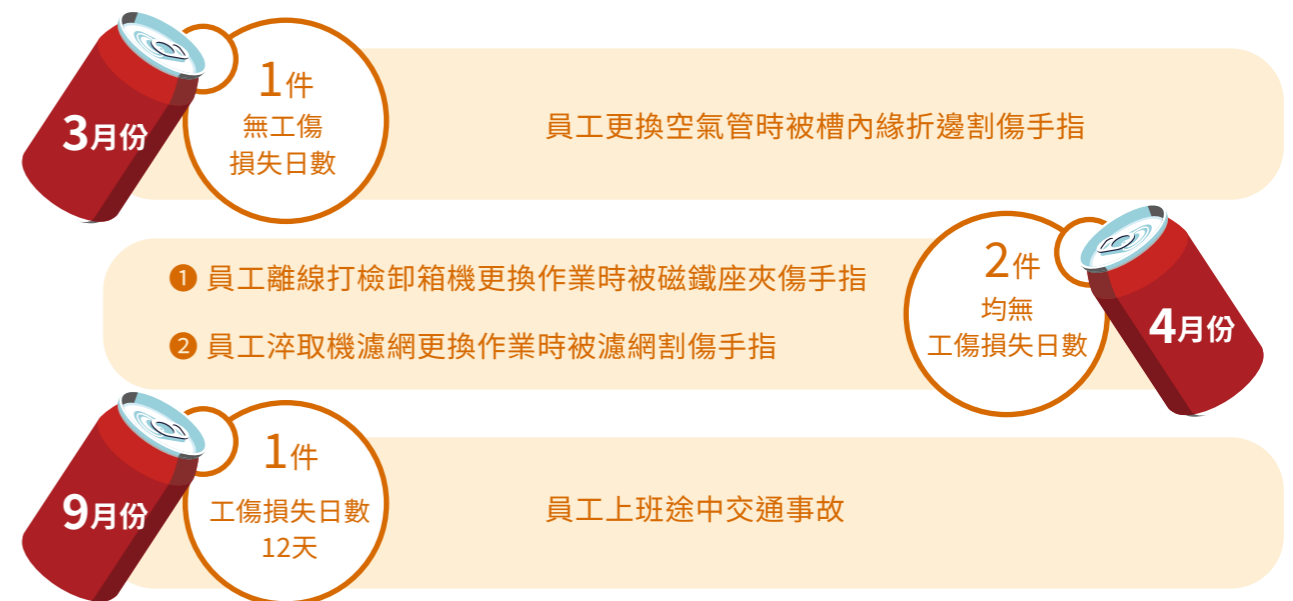 3月份
1件
無工傷
損失日數
員工更換空氣管時被槽內緣折邊割傷手指
❶ 員工離線打檢卸箱機更換作業時被磁鐵座夾傷手指
❷ 員工淬取機濾網更換作業時被濾網割傷手指
2件
均無
工傷損失日數
4月份
9月份
1件
工傷損失日數
12天
員工上班途中交通事故